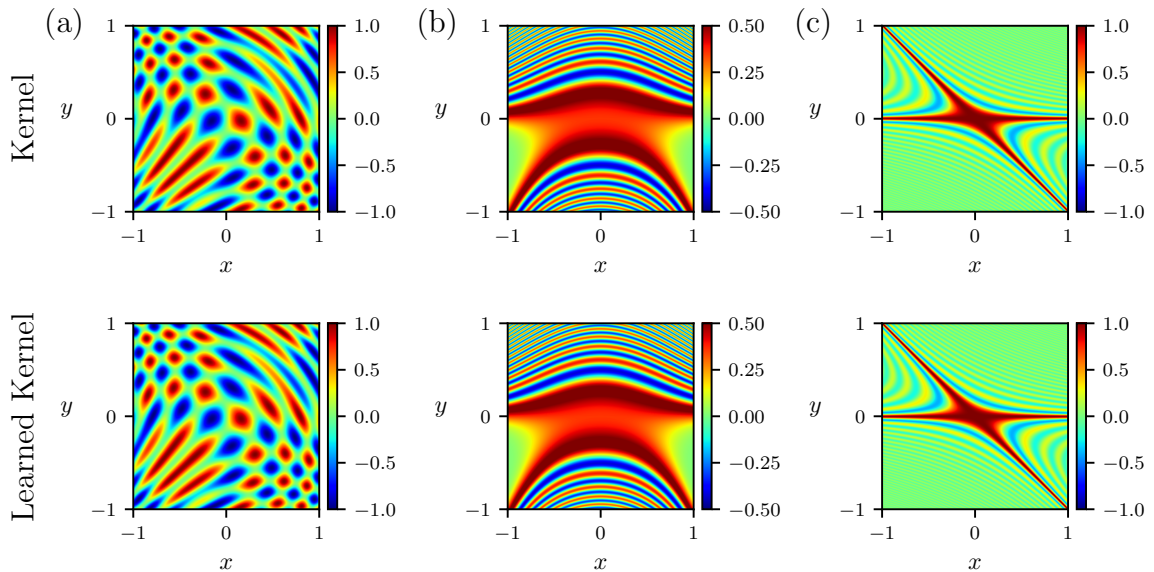 (a) (b) (c)
Kernel
1 1.0 1 0.50 1 1.0
0.5 0.25 0.5
y 0 0.0 y 0 0.00 y 0 0.0
−0.5 −0.25 −0.5
−1 −1.0 −1 −0.50 −1 −1.0
−1 0 1 −1 0 1 −1 0 1
x x x
Learned Kernel
1 1.0 1 0.50 1 1.0
0.5 0.25 0.5
y 0 0.0 y 0 0.00 y 0 0.0
−0.5 −0.25 −0.5
−1 −1.0 −1 −0.50 −1 −1.0
−1 0 1 −1 0 1 −1 0 1
x x x